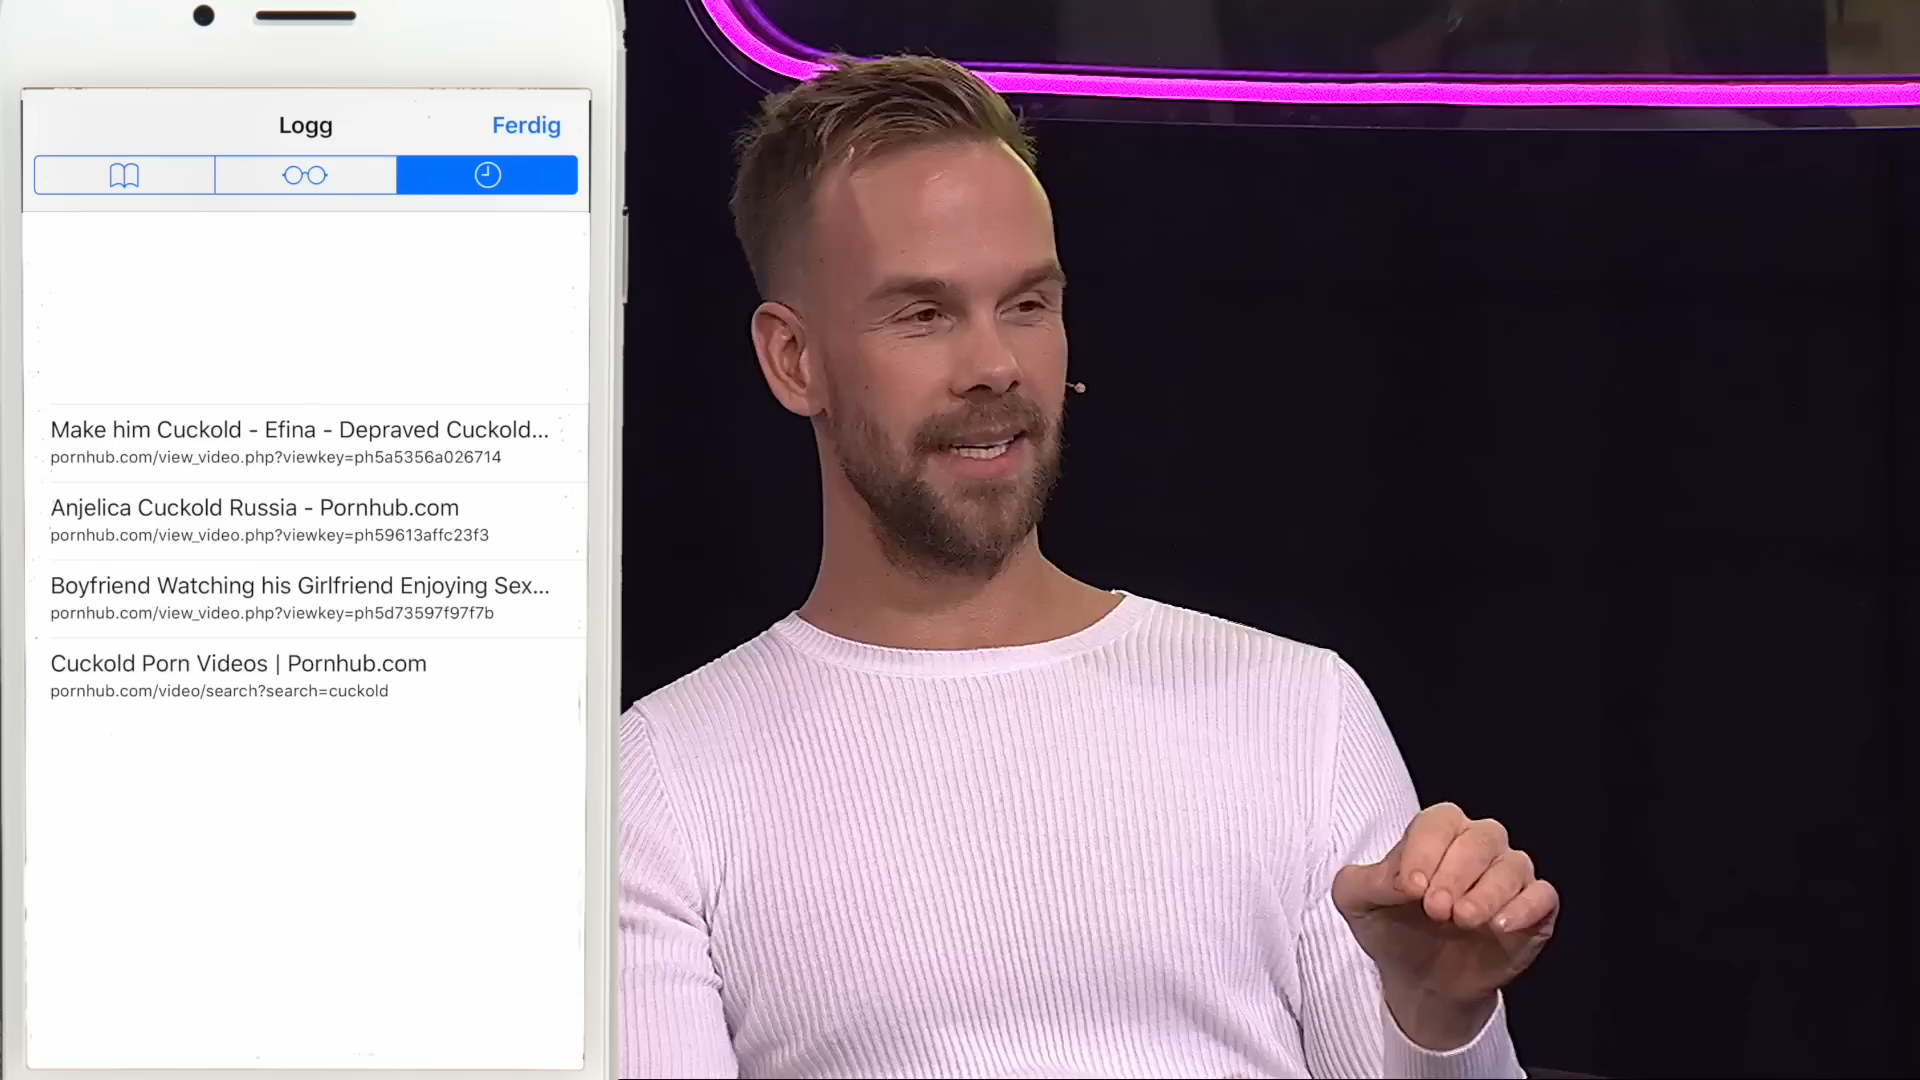 Logg
Ferdig
Make him Cuckold - Efina - Depraved Cuckold...
pornhub.com/view_video.php?viewkey=ph5a5356a026714
Anjelica Cuckold Russia - Pornhub.com
pornhub.com/view_video.php?viewkey=ph59613affc23f3
Boyfriend Watching his Girlfriend Enjoying Sex...
pornhub.com/view_video.php?viewkey=ph5d73597f97f7b
Cuckold Porn Videos | Pornhub.com
pornhub.com/video/search?search=cuckold